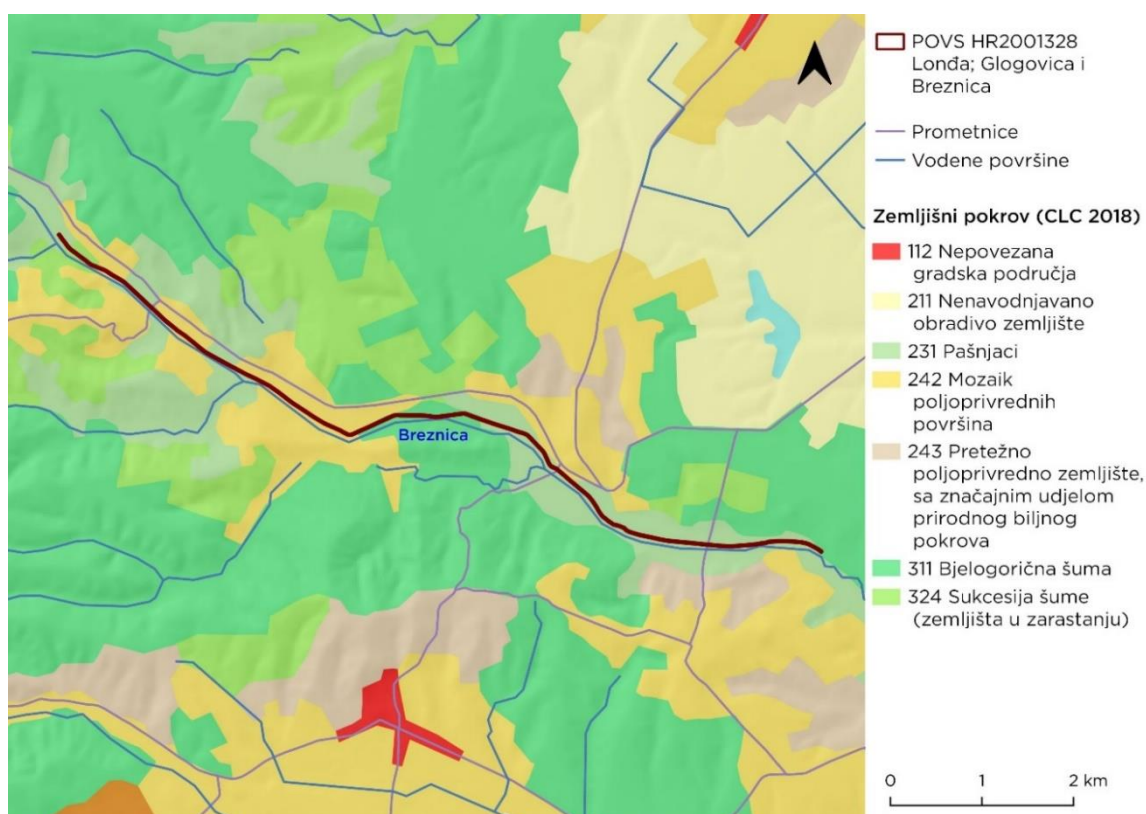 Breznica
POVS HR2001328
Lonđa; Glogovica i
Breznica
Prometnice
Vodene površine
Zemljišni pokrov (CLC 2018)
112 Nepovezana
gradska područja
211 Nenavodnjavano
obradivo zemljište
231 Pašnjaci
242 Mozaik
poljoprivrednih
površina
243 Pretežno
poljoprivredno zemljište,
sa značajnim udjelom
prirodnog biljnog
pokrova
311 Bjelogorična šuma
324 Sukcesija šume
(zemljišta u zarastanju)
0 1 2 km